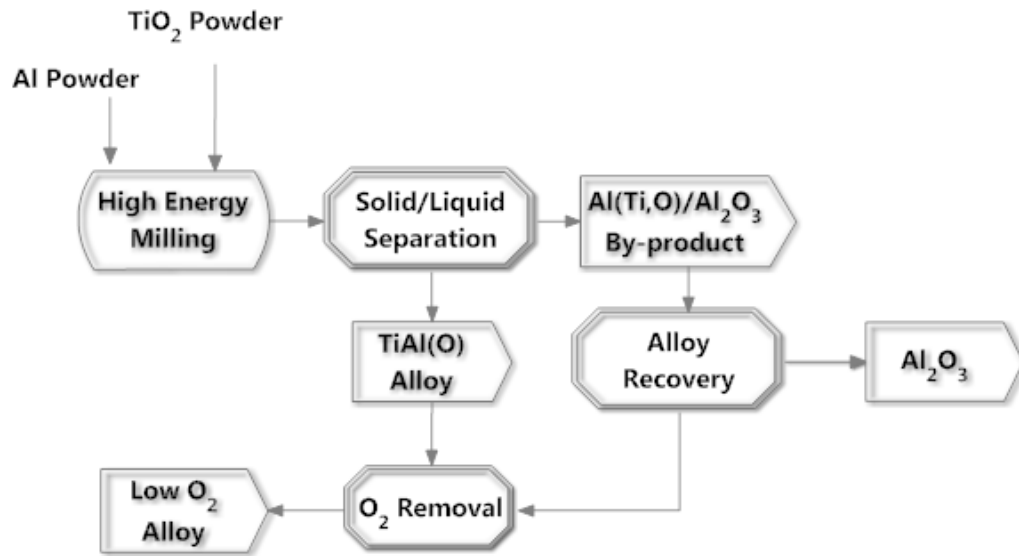 TiO₂ Powder
Al Powder
High Energy
Milling
Solid/Liquid
Separation
Al(Ti,O)/Al₂O₃
By-product
TiAl(O)
Alloy
Alloy
Recovery
Al₂O₃
Low O₂
Alloy
O₂ Removal